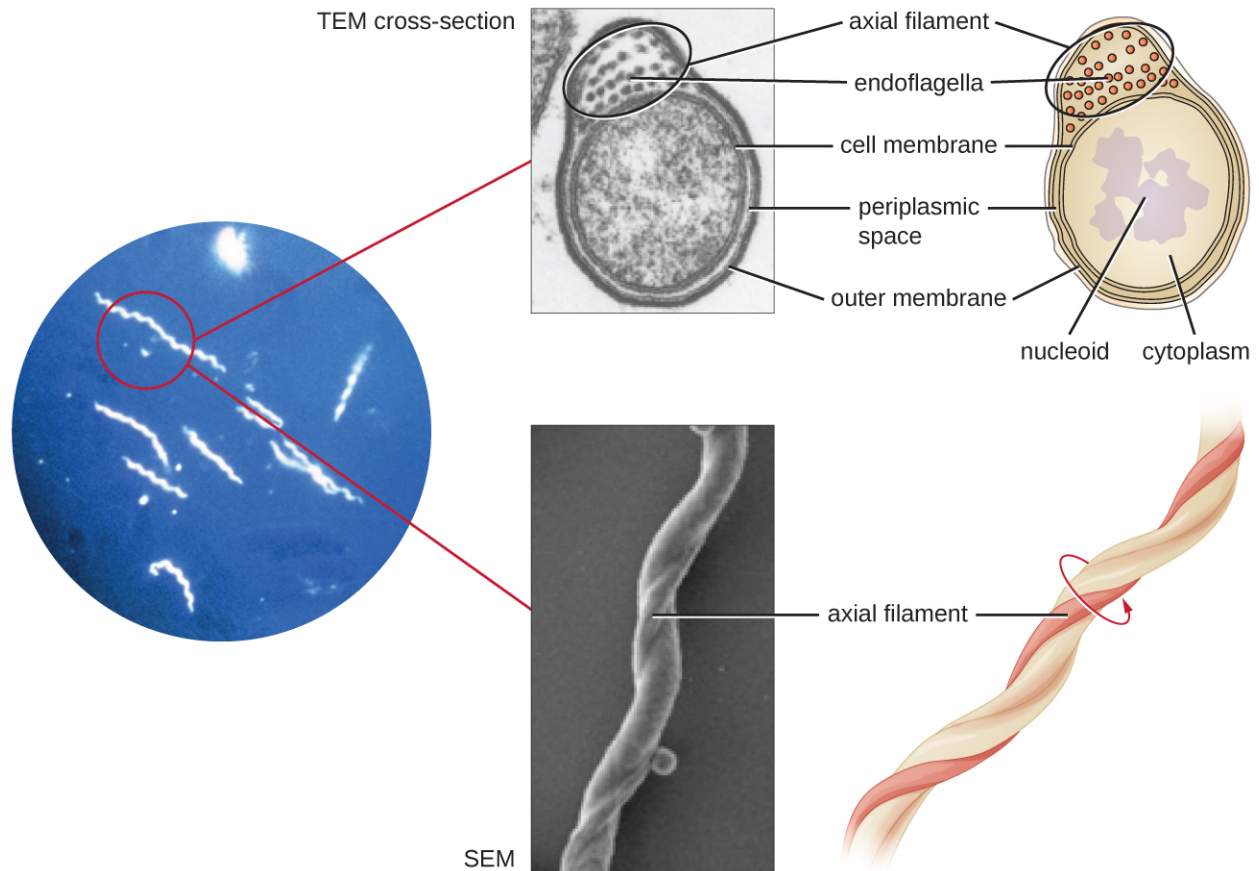 TEM cross-section
axial filament
endoflagella
cell membrane
periplasmic
space
outer membrane
nucleoid
cytoplasm
axial filament
SEM